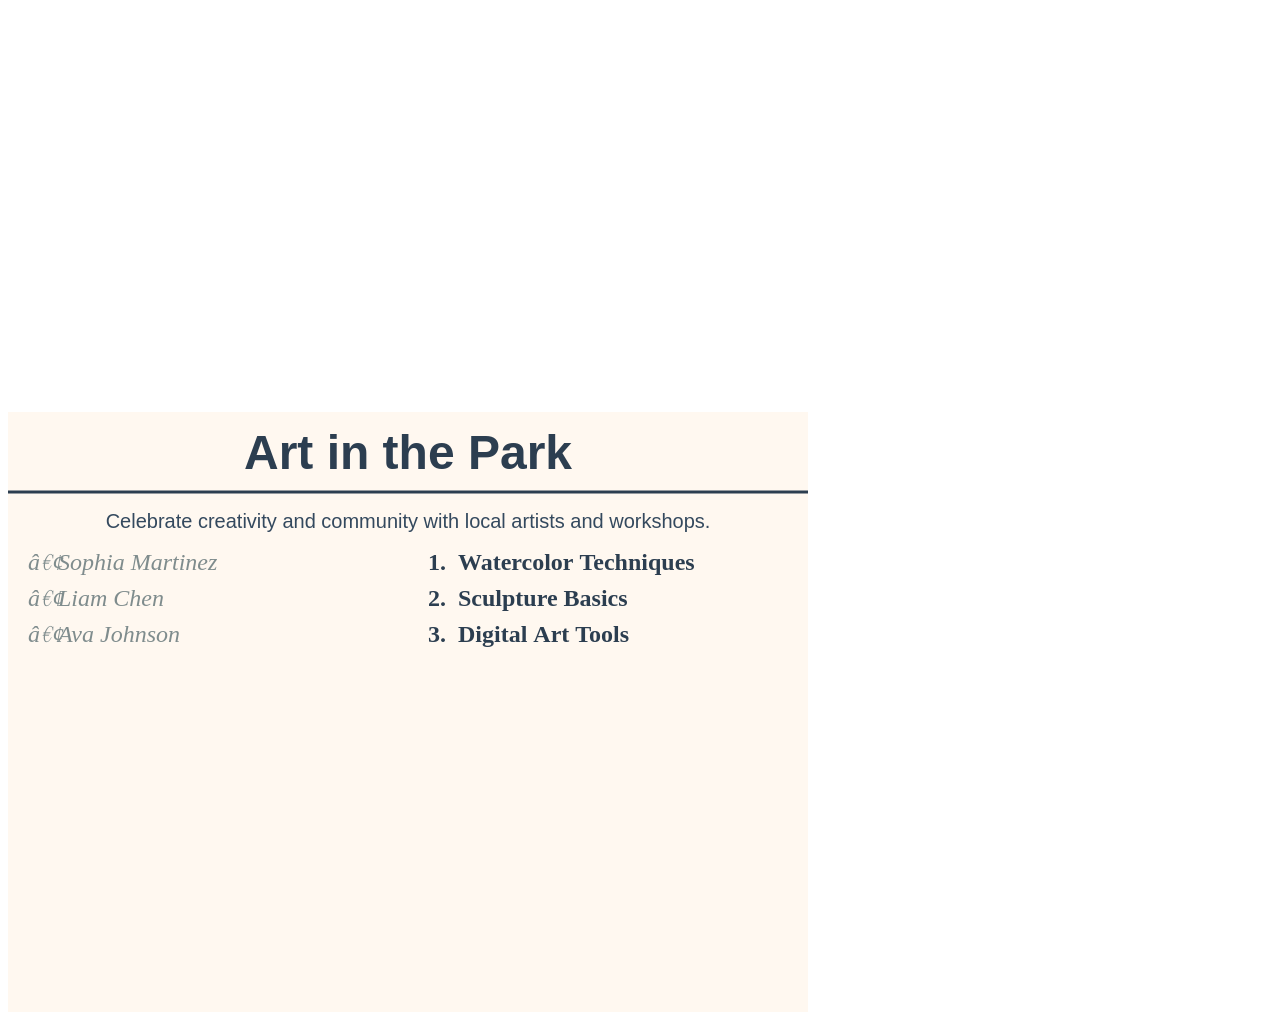 Art in the Park
Celebrate creativity and community with local artists and workshops.
â€¢Sophia Martinez
â€¢Liam Chen
â€¢Ava Johnson
1. Watercolor Techniques
2. Sculpture Basics
3. Digital Art Tools